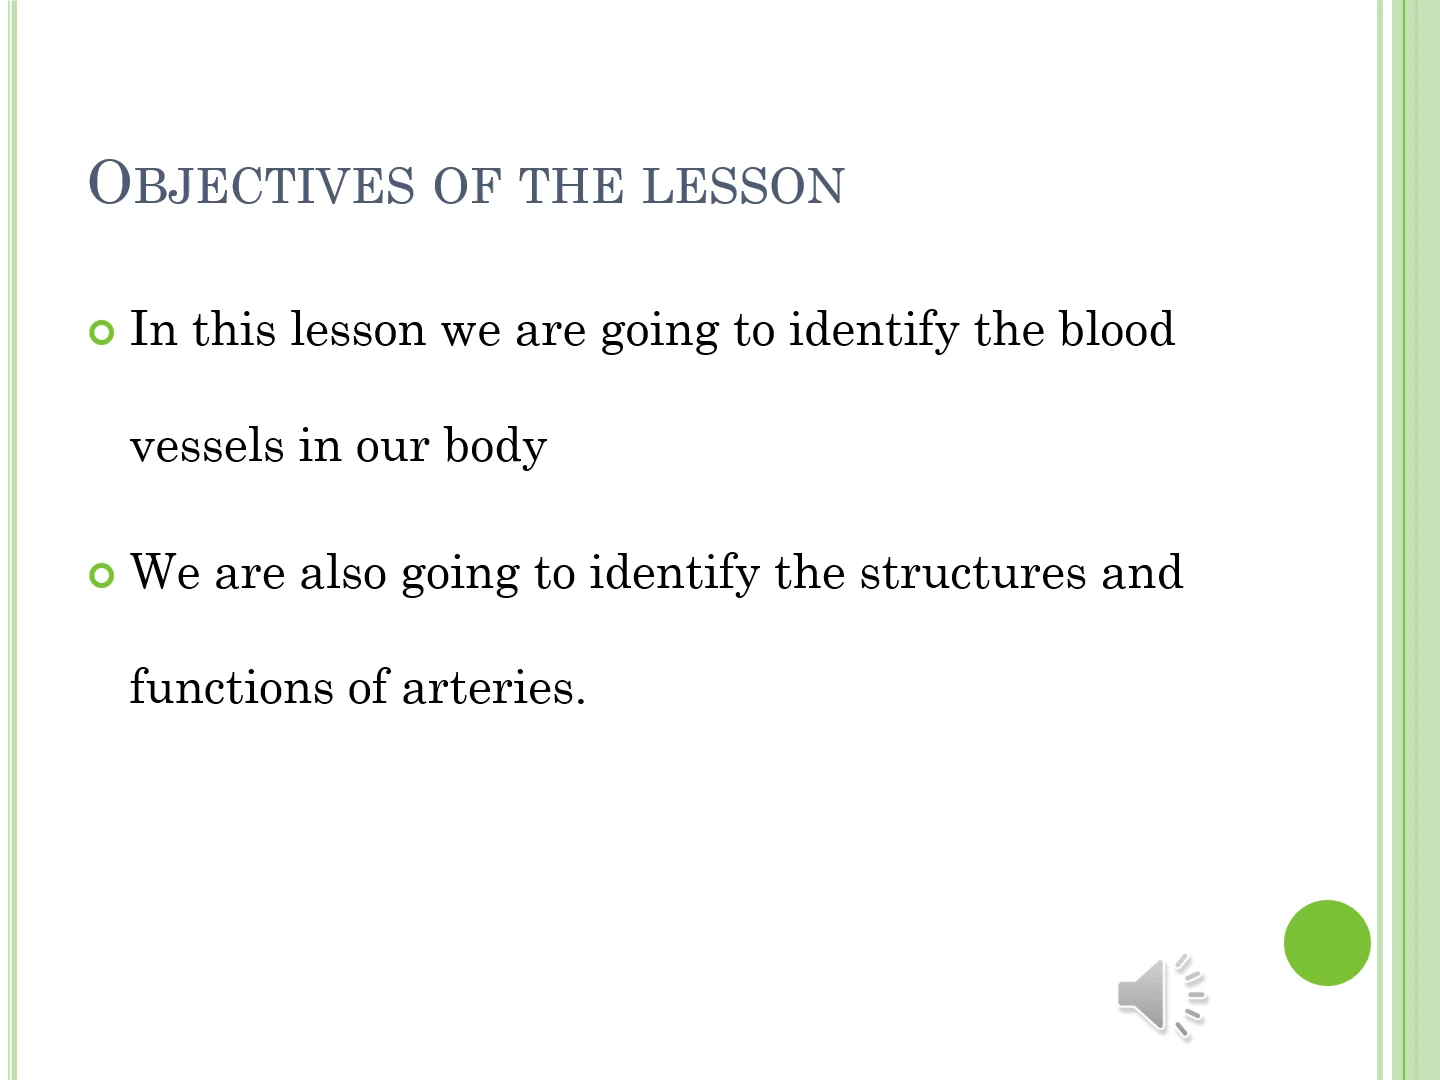 OBJECTIVES OF THE LESSON
In this lesson we are going to identify the blood
vessels in our body
We are also going to identify the structures and
functions of arteries.